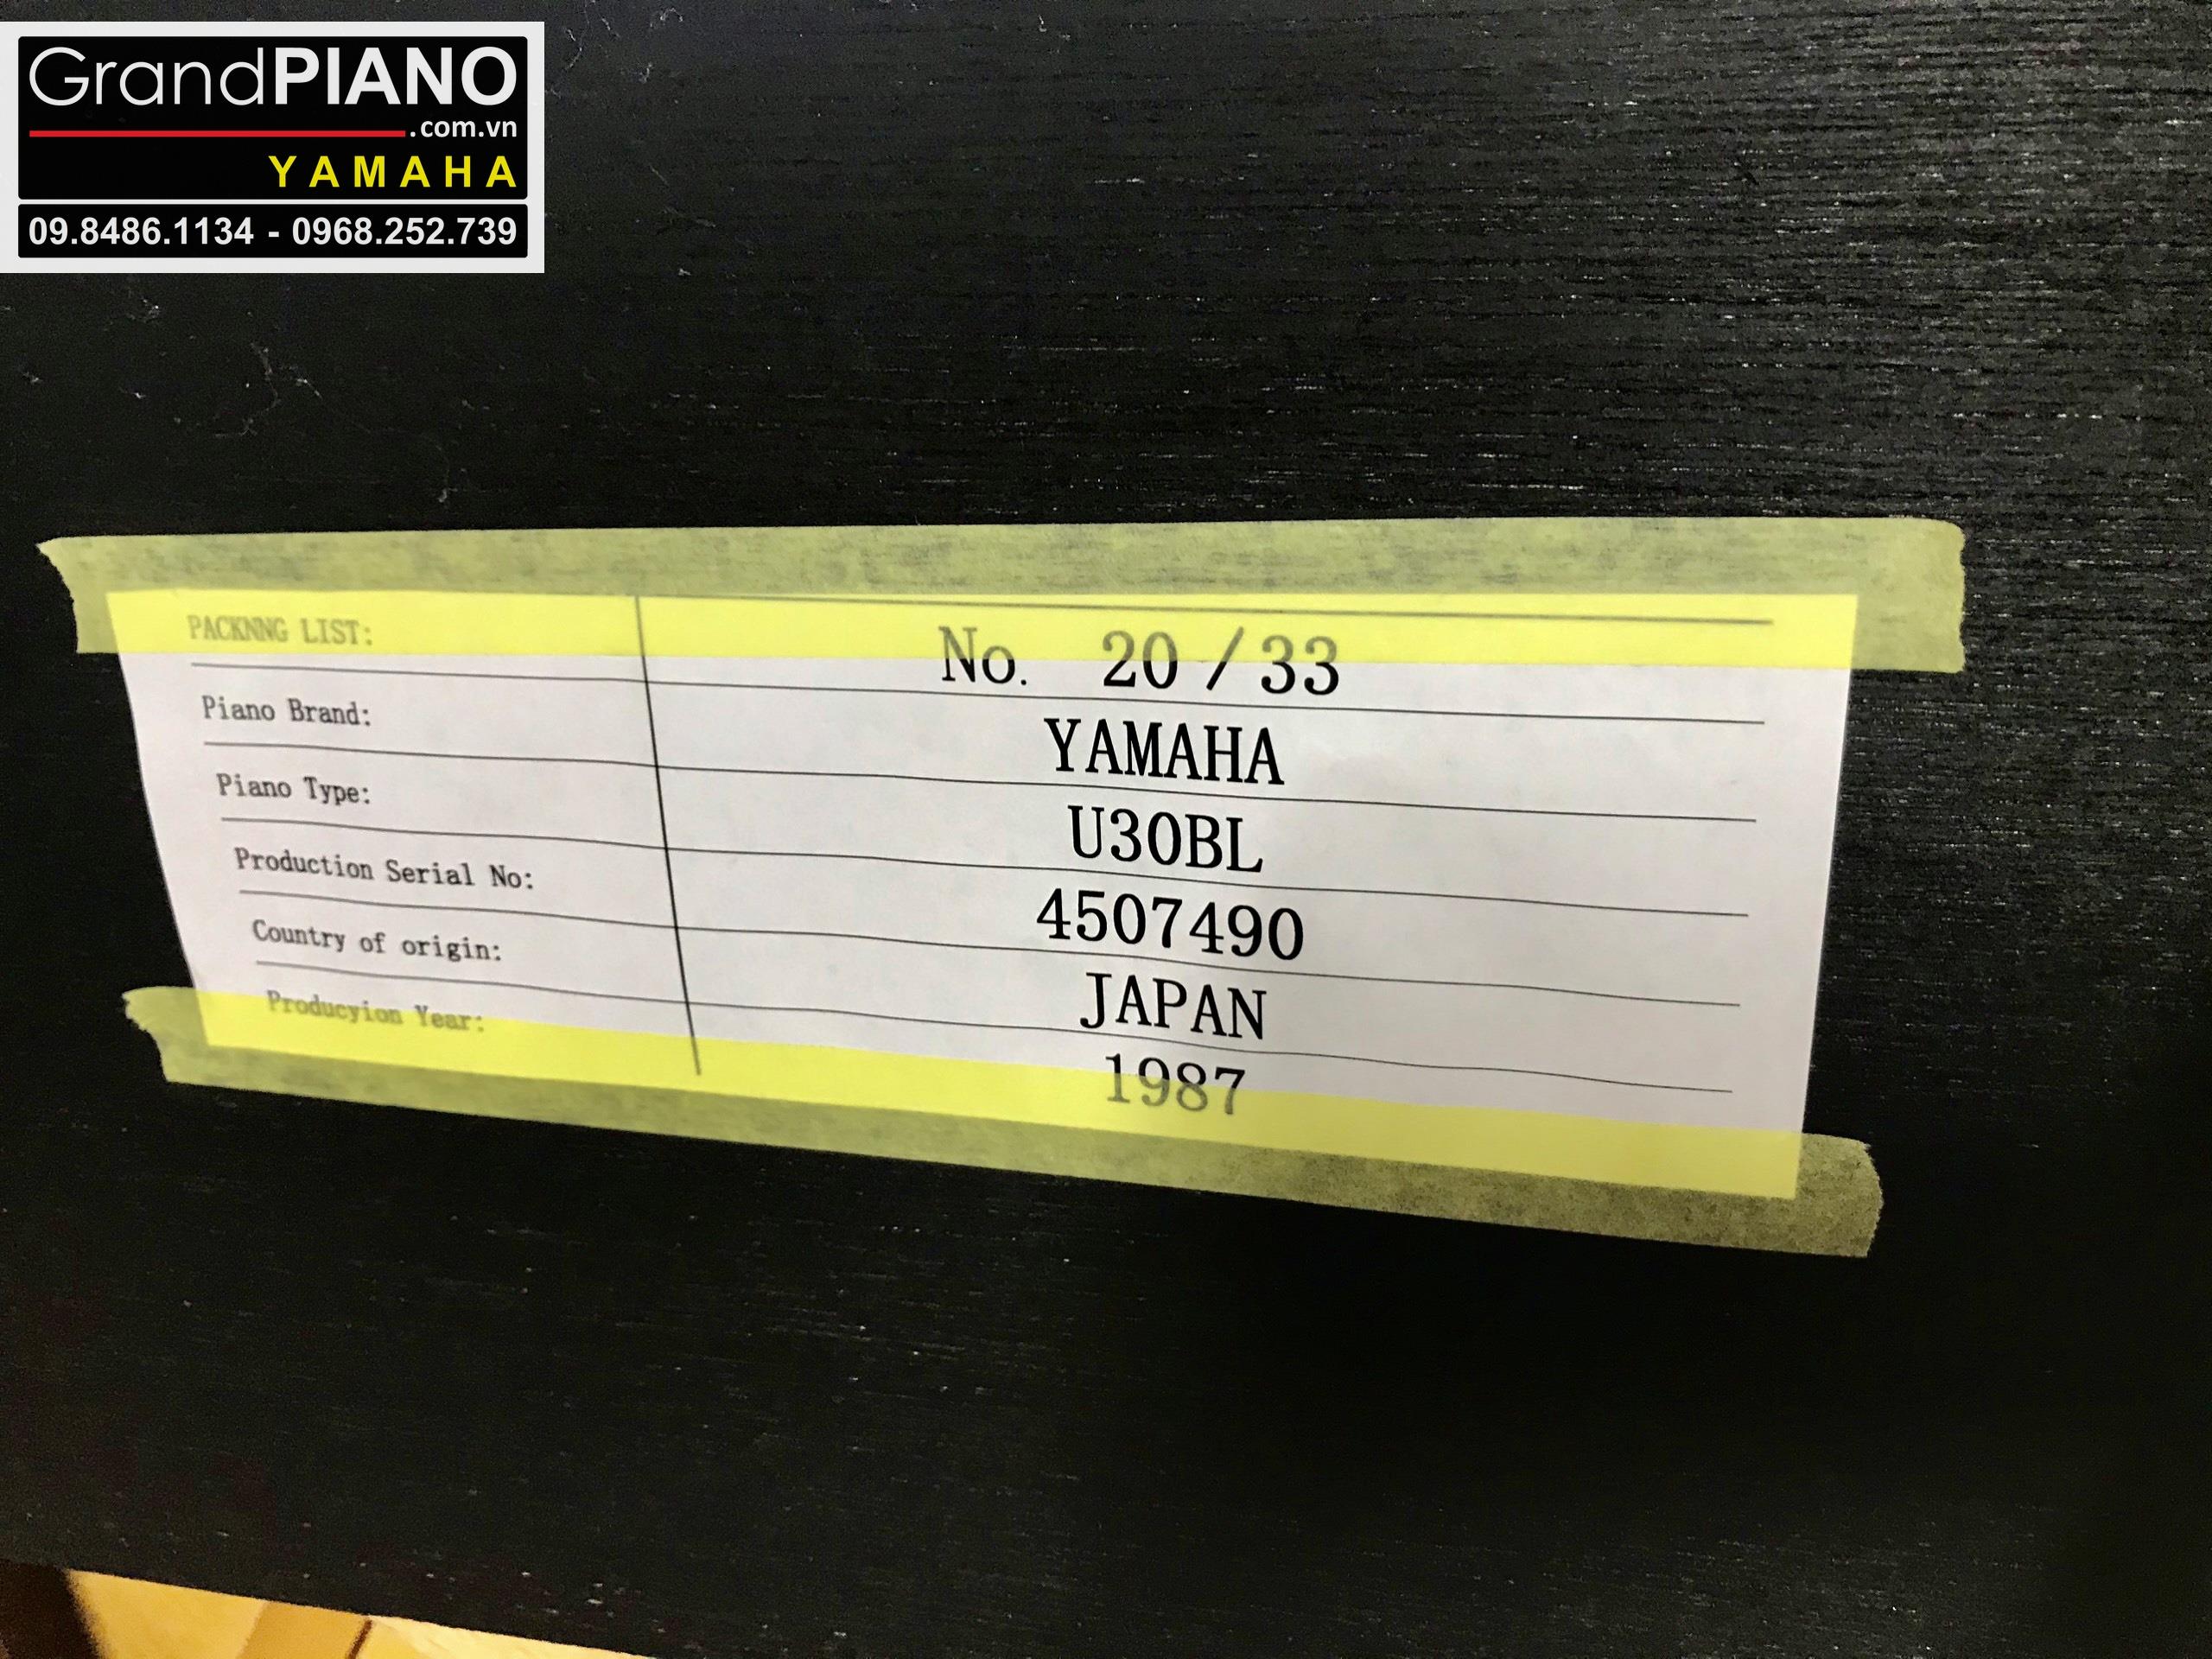 GrandPIANO
.com.vn
YAMAHA
09.8486.1134 - 0968.252.739
PACKNNG LIST: No. 20/33
Piano Brand: YAMAHA
Piano Type: U30BL
Production Serial No: 4507490
Country of origin: JAPAN
Producyion Year: 1987